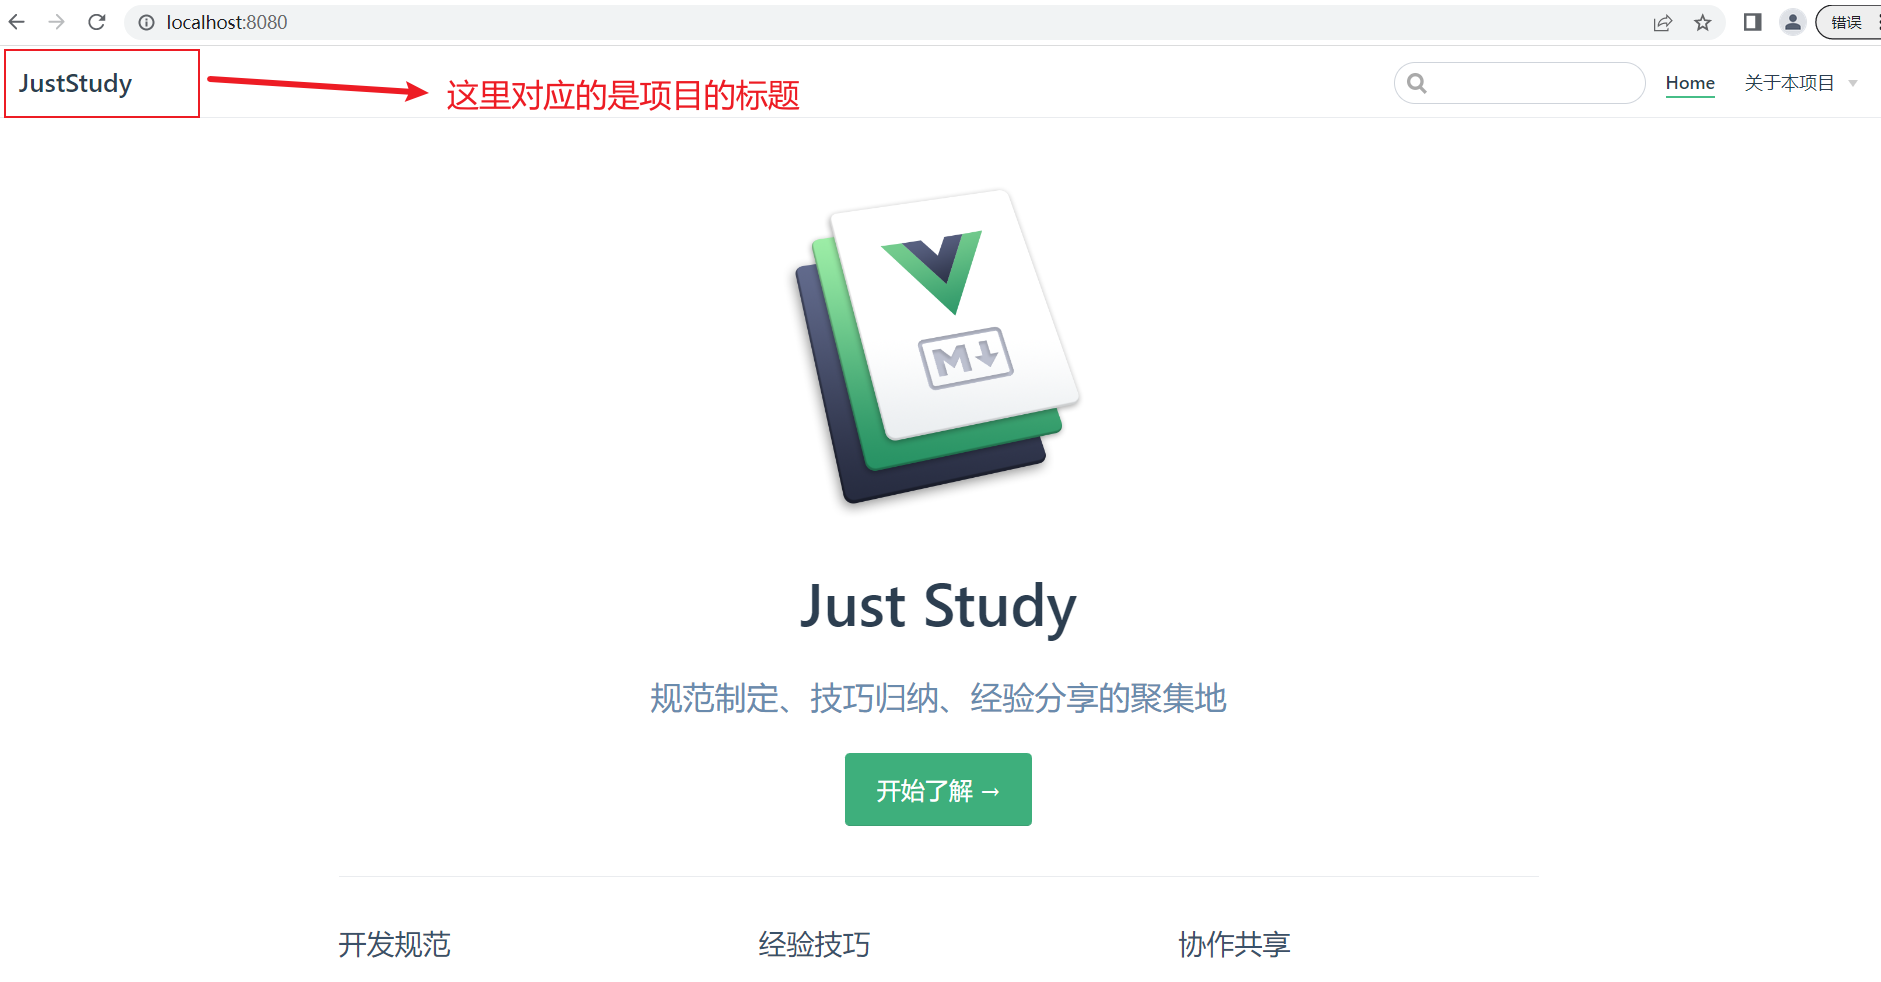 localhost:8080
错误
JustStudy
这里对应的是项目的标题
Home
关于本项目
M
Just Study
规范制定、技巧归纳、经验分享的聚集地
开始了解 →
开发规范
经验技巧
协作共享